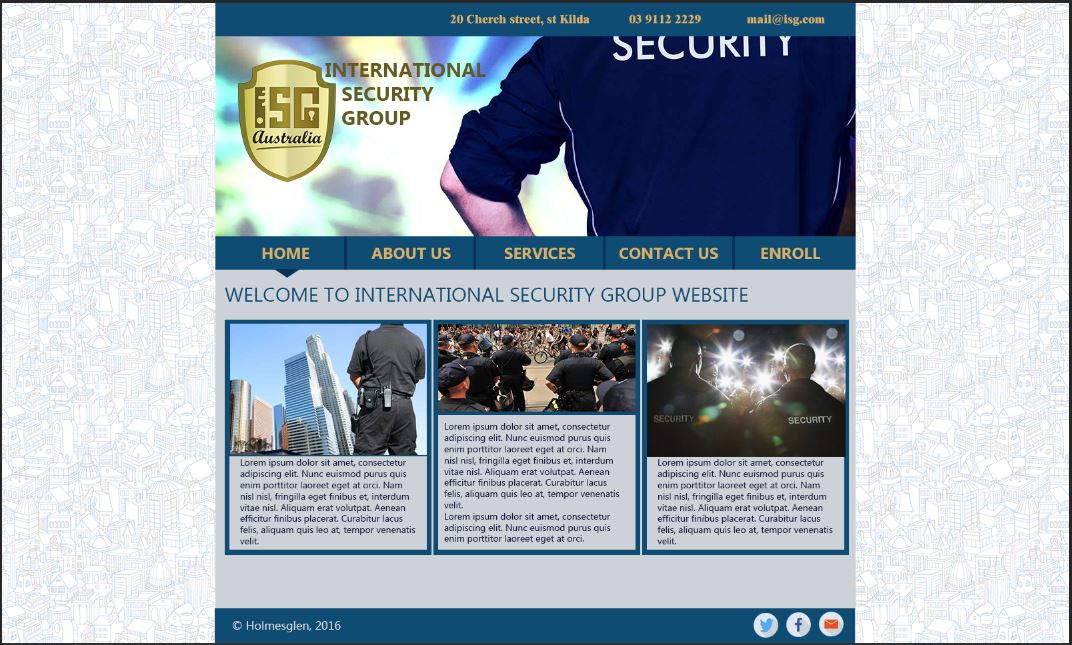 20 Cherch street, st Kilda 03 9112 2229 mail@isg.com
SECURITY
INTERNATIONAL
SECURITY
GROUP
ISG
Australia
HOME ABOUT US SERVICES CONTACT US ENROLL
WELCOME TO INTERNATIONAL SECURITY GROUP WEBSITE
Lorem ipsum dolor sit amet, consectetur
adipiscing elit. Nunc euismod purus quis
enim porttitor laoreet eget at orci. Nam
nisl nisl, fringilla eget finibus et, interdum
vitae nisl. Aliquam erat volutpat. Aenean
efficitur finibus placerat. Curabitur lacus
felis, aliquam quis leo at, tempor venenatis
velit.
Lorem ipsum dolor sit amet, consectetur
adipiscing elit. Nunc euismod purus quis
enim porttitor laoreet eget at orci. Nam
nisl nisl, fringilla eget finibus et, interdum
vitae nisl. Aliquam erat volutpat. Aenean
efficitur finibus placerat. Curabitur lacus
felis, aliquam quis leo at, tempor venenatis
velit.
Lorem ipsum dolor sit amet, consectetur
adipiscing elit. Nunc euismod purus quis
enim porttitor laoreet eget at orci.
SECURITY SECURITY
Lorem ipsum dolor sit amet, consectetur
adipiscing elit. Nunc euismod purus quis
enim porttitor laoreet eget at orci. Nam
nisl nisl, fringilla eget finibus et, interdum
vitae nisl. Aliquam erat volutpat. Aenean
efficitur finibus placerat. Curabitur lacus
felis, aliquam quis leo at, tempor venenatis
velit.
© Holmesglen, 2016